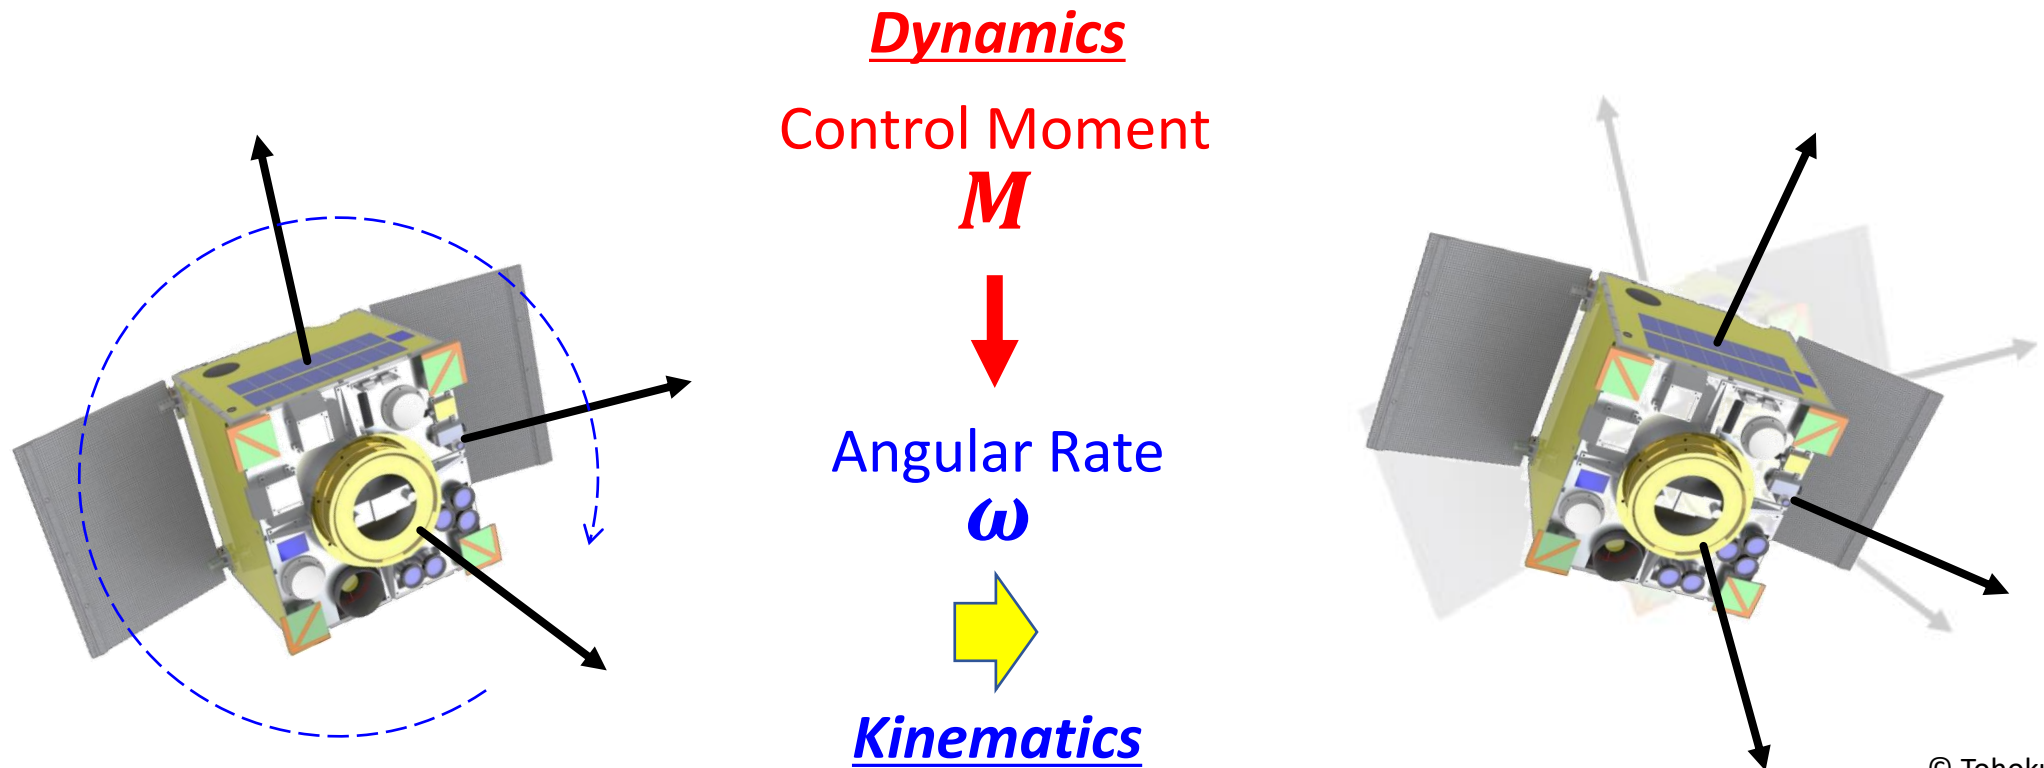 Dynamics
Control Moment
M
Angular Rate
ω
Kinematics
©